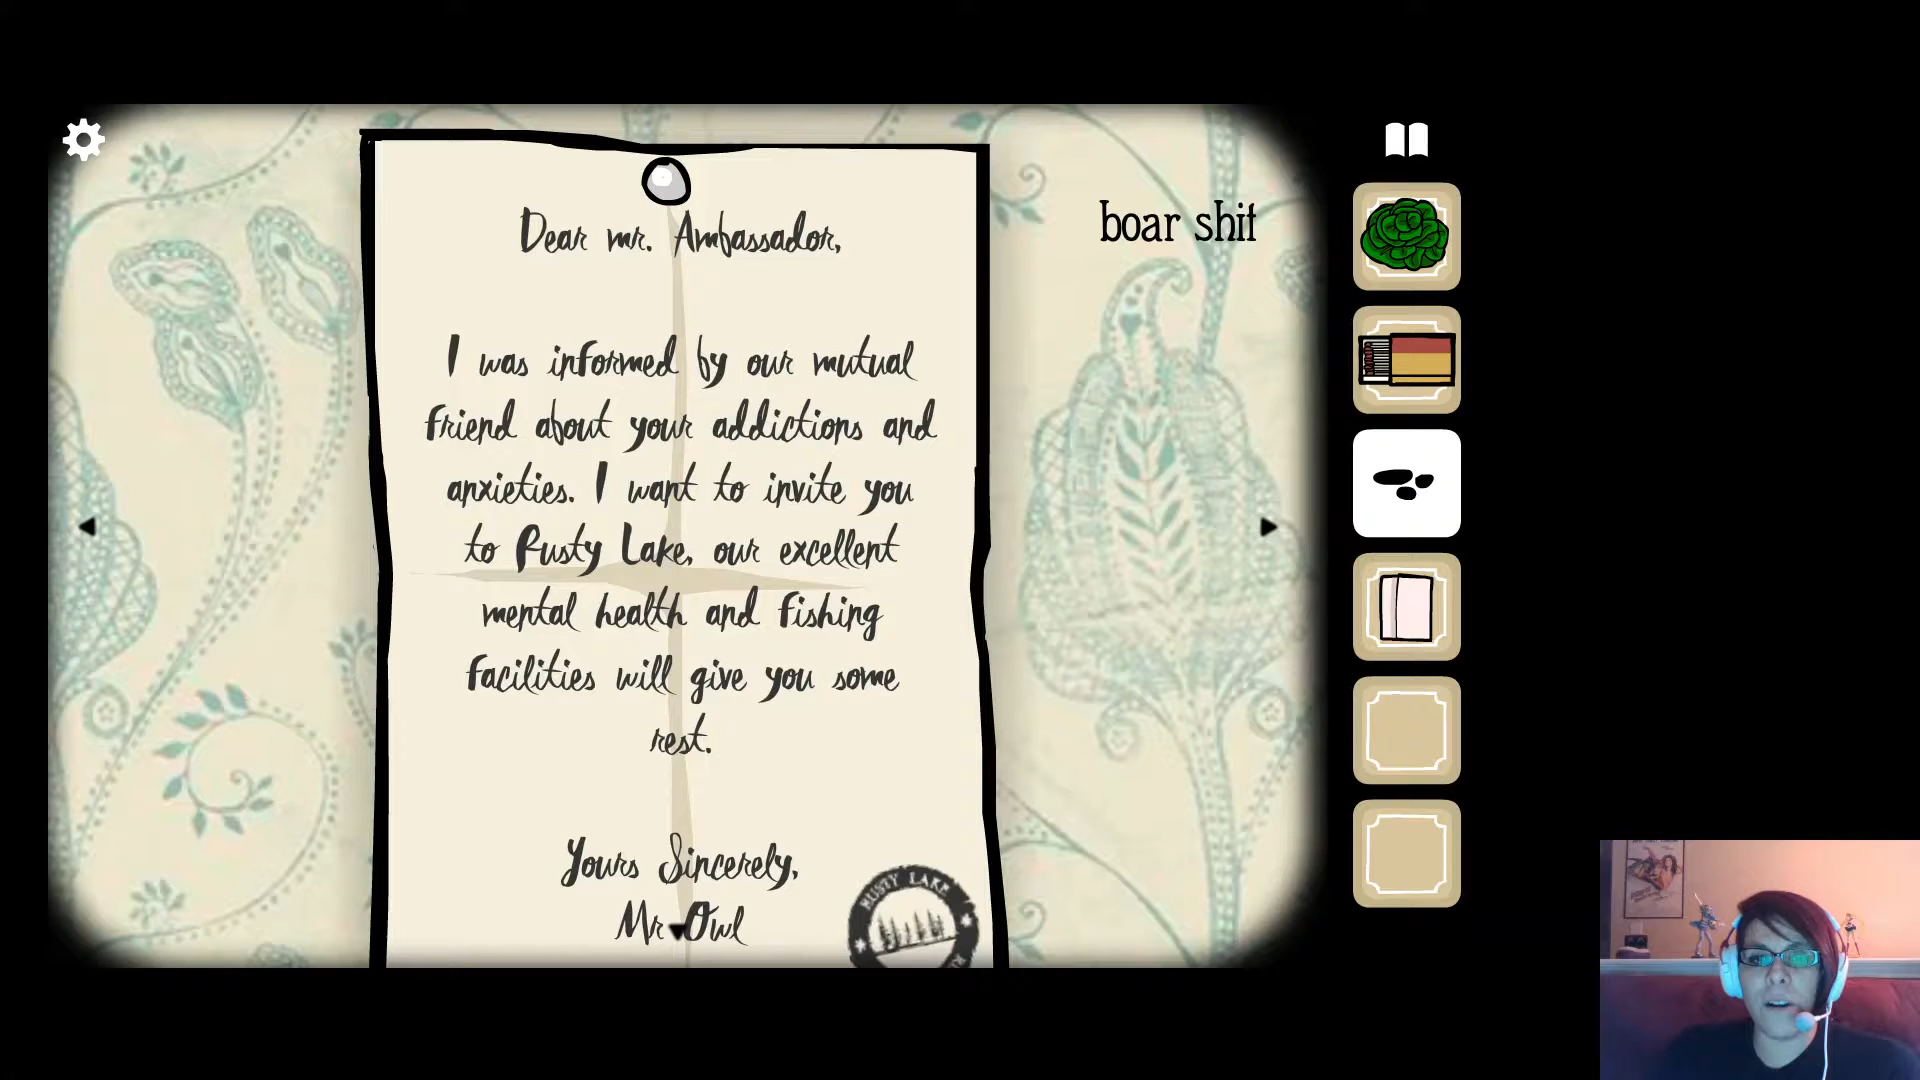 Dear mr. Ambassador,
boar shit
I was informed by our mutual
friend about your addictions and
anxieties. I want to invite you
to Rusty Lake, our excellent
mental health and fishing
facilities will give you some
rest.
Yours Sincerely,
Mr Owl
RUSTY LAKE